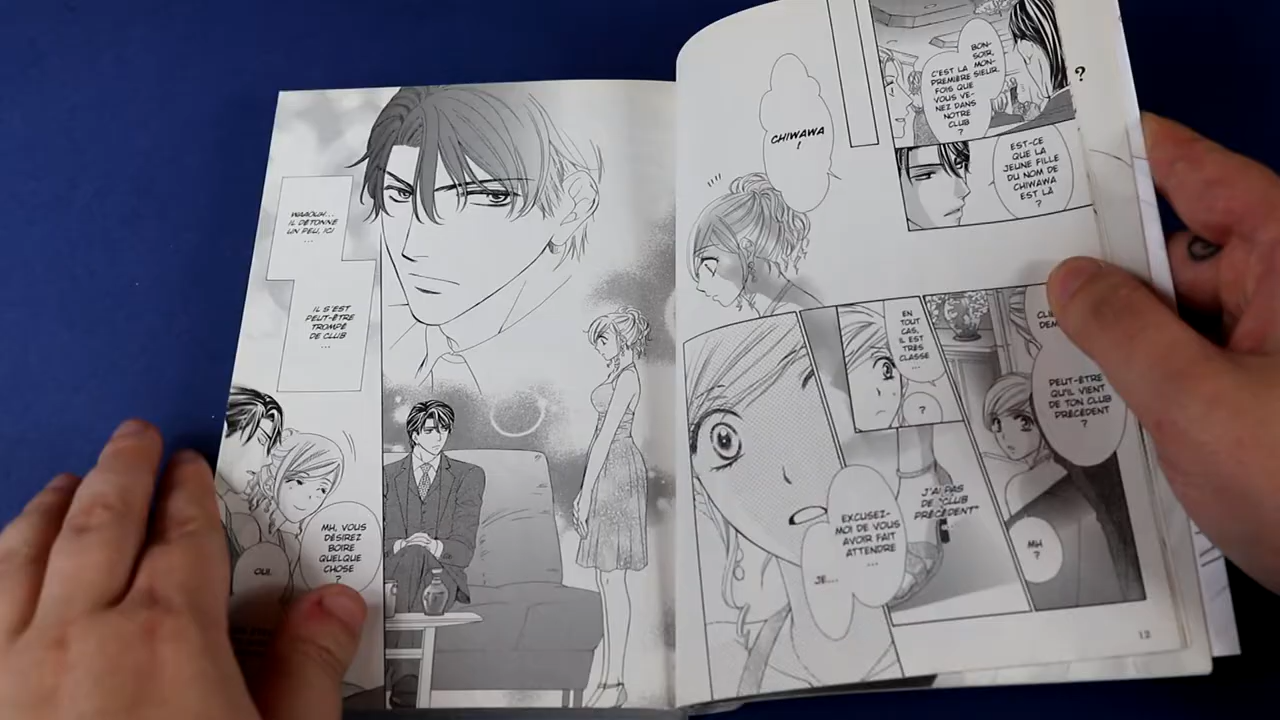 BON-
SOIR,
MON-
SIEUR.
C'EST LA
PREMIÈRE
FOIS QUE
VOUS VE-
NEZ DANS
NOTRE
CLUB
?
?
EST-CE
QUE LA
JEUNE FILLE
DU NOM DE
CHIWAWA
EST LÀ
?
CHIWAWA
!
PEUT-ÊTRE
QU'IL VIENT
DE TON CLUB
PRÉCÉDENT
?
MH
?
EN
TOUT
CAS,
IL EST
TRÈS
CLASSE
...
?
J'AI PAS
DE "CLUB
PRÉCÉDENT"
...
EXCUSEZ-
MOI DE VOUS
AVOIR FAIT
ATTENDRE
...
JE...
12
WAOUH...
IL DÉTONNE
UN PEU, ICI
...
IL S'EST
PEUT-ÊTRE
TROMPÉ
DE CLUB
...
MH, VOUS
DÉSIREZ
BOIRE
QUELQUE
CHOSE
?
OUI.